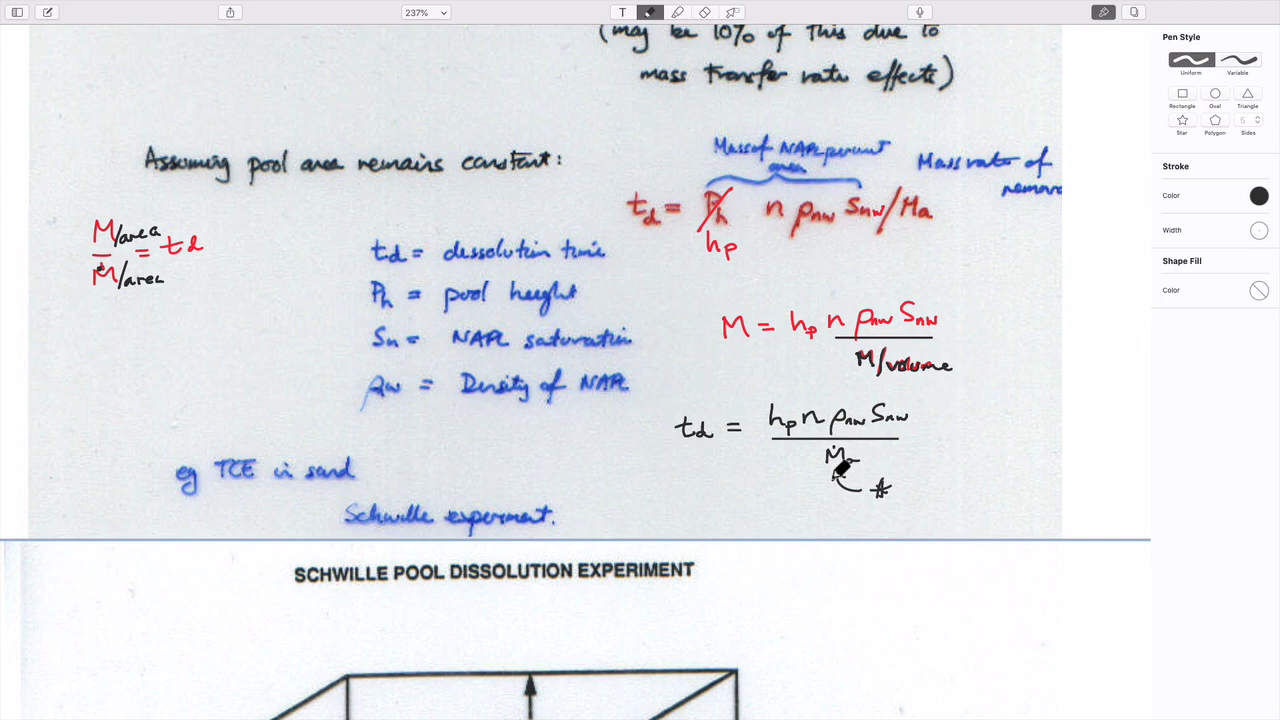 237%
T
(may be 10% of this due to
mass transfer rate effects)
Assuming pool area remains constant:
Mass of NAPL per unit
area
Mass rate of
td = Ph n ρnw Snw/Ma
hp
M/area
Ṁ/area = td
td = dissolution time
Ph = pool height
Sn = NAPL saturation
ρnw = Density of NAPL
M = hp n ρnw Snw
M/volume
td = hp n ρnw Snw
Ṁ
*
eg TCE in sand
Schwille experiment.
SCHWILLE POOL DISSOLUTION EXPERIMENT
Pen Style
Uniform Variable
Rectangle Oval Triangle
5
Star Polygon Sides
Stroke
Color
Width
Shape Fill
Color